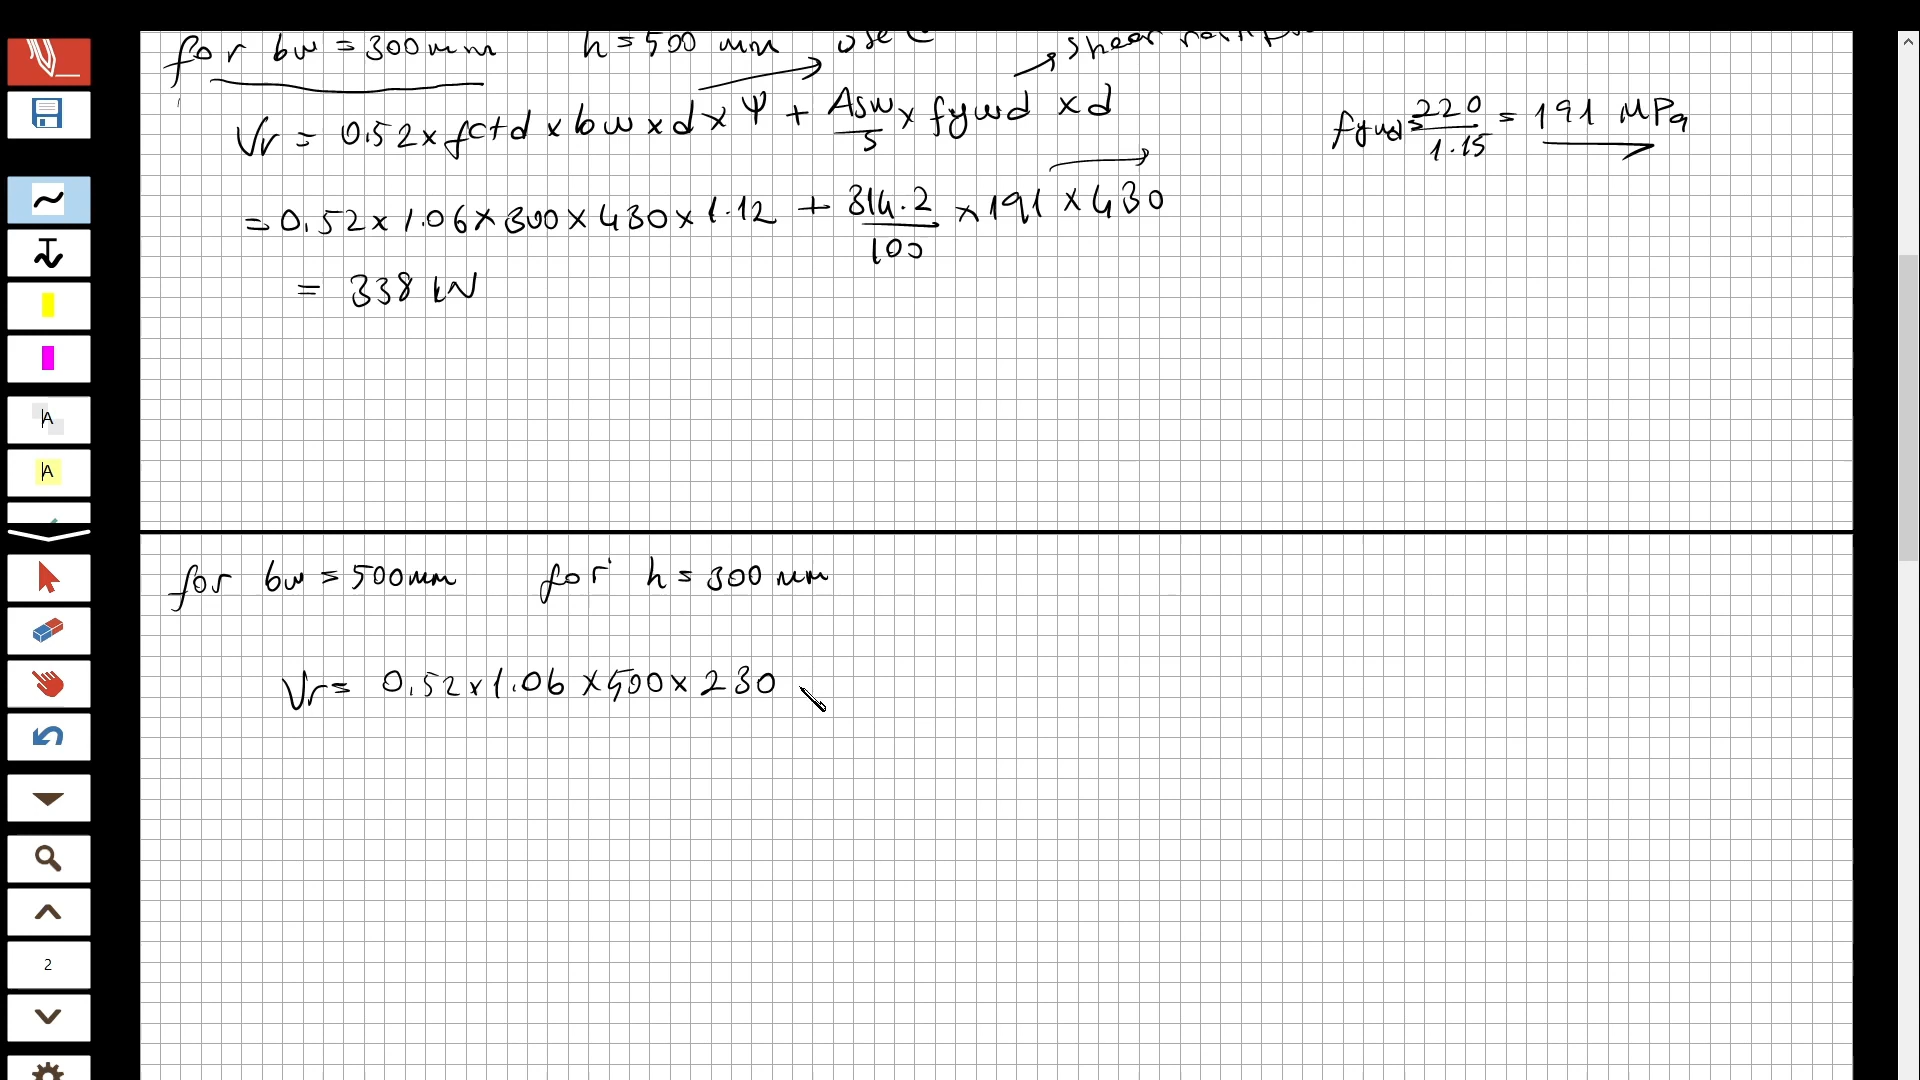 for bw = 300 mm h = 500 mm use
shear
Vr = 0.52 x fctd x bw x d x Ψ + Asw/s x fywd x d
fywd = 220/1.15 = 191 MPa
= 0.52 x 1.06 x 300 x 430 x 1.12 + 314.2/100 x 191 x 430
= 338 kN
for bw = 500mm for h = 300 mm
Vr = 0.52 x 1.06 x 500 x 230
A
A
2